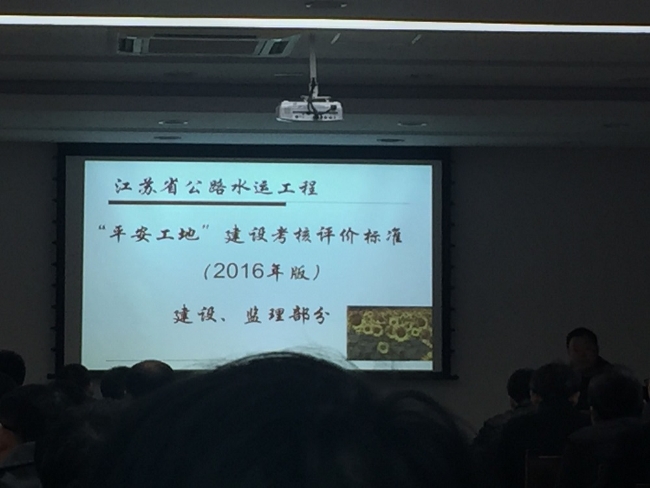 江苏省公路水运工程
“平安工地”建设考核评价标准
（2016年版）
建设、监理部分